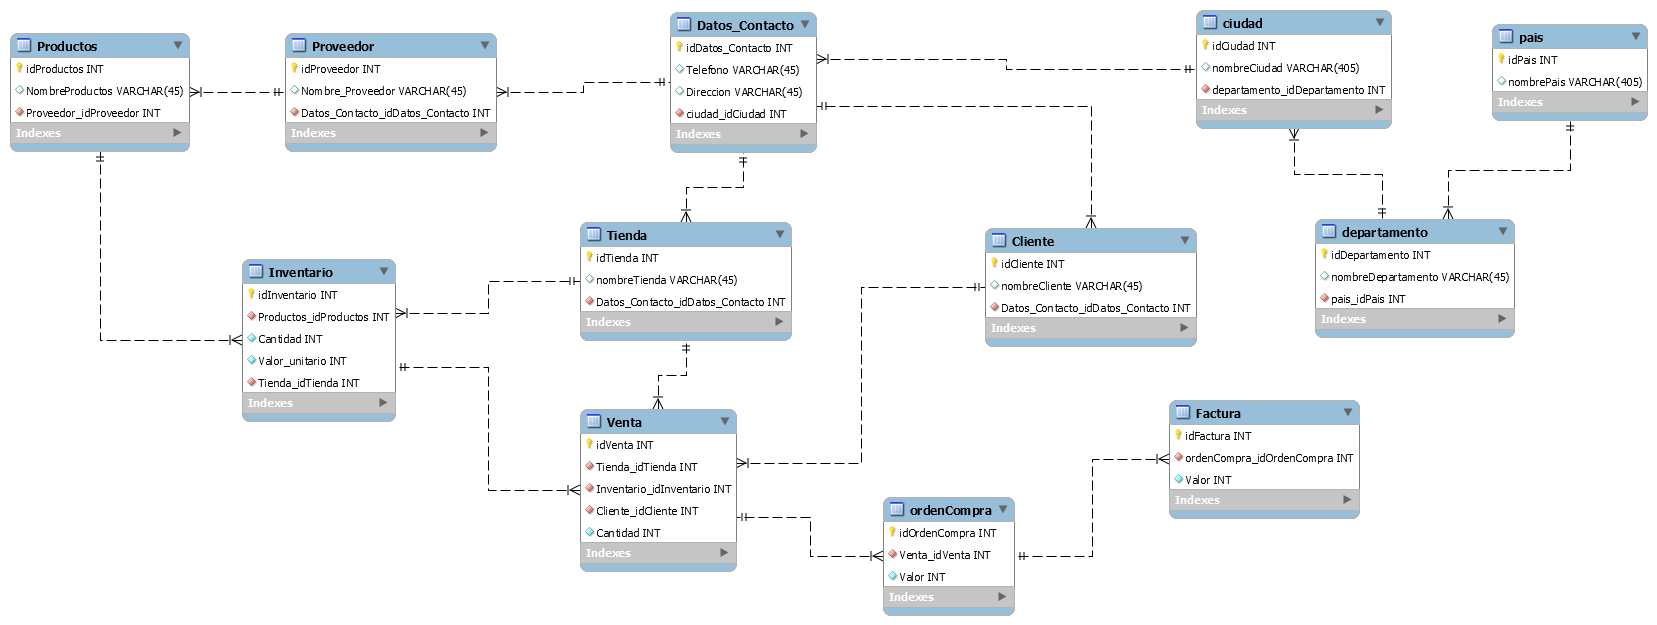 Productos
idProductos INT
NombreProductos VARCHAR(45)
Proveedor_idProveedor INT
Indexes
Proveedor
idProveedor INT
Nombre_Proveedor VARCHAR(45)
Datos_Contacto_idDatos_Contacto INT
Indexes
Datos_Contacto
idDatos_Contacto INT
Telefono VARCHAR(45)
Direccion VARCHAR(45)
ciudad_idCiudad INT
Indexes
ciudad
idCiudad INT
nombreCiudad VARCHAR(405)
departamento_idDepartamento INT
Indexes
pais
idPais INT
nombrePais VARCHAR(405)
Indexes
Inventario
idInventario INT
Productos_idProductos INT
Cantidad INT
Valor_unitario INT
Tienda_idTienda INT
Indexes
Tienda
idTienda INT
nombreTienda VARCHAR(45)
Datos_Contacto_idDatos_Contacto INT
Indexes
Cliente
idCliente INT
nombreCliente VARCHAR(45)
Datos_Contacto_idDatos_Contacto INT
Indexes
departamento
idDepartamento INT
nombreDepartamento VARCHAR(45)
pais_idPais INT
Indexes
Venta
idVenta INT
Tienda_idTienda INT
Inventario_idInventario INT
Cliente_idCliente INT
Cantidad INT
Indexes
ordenCompra
idOrdenCompra INT
Venta_idVenta INT
Valor INT
Indexes
Factura
idFactura INT
ordenCompra_idOrdenCompra INT
Valor INT
Indexes